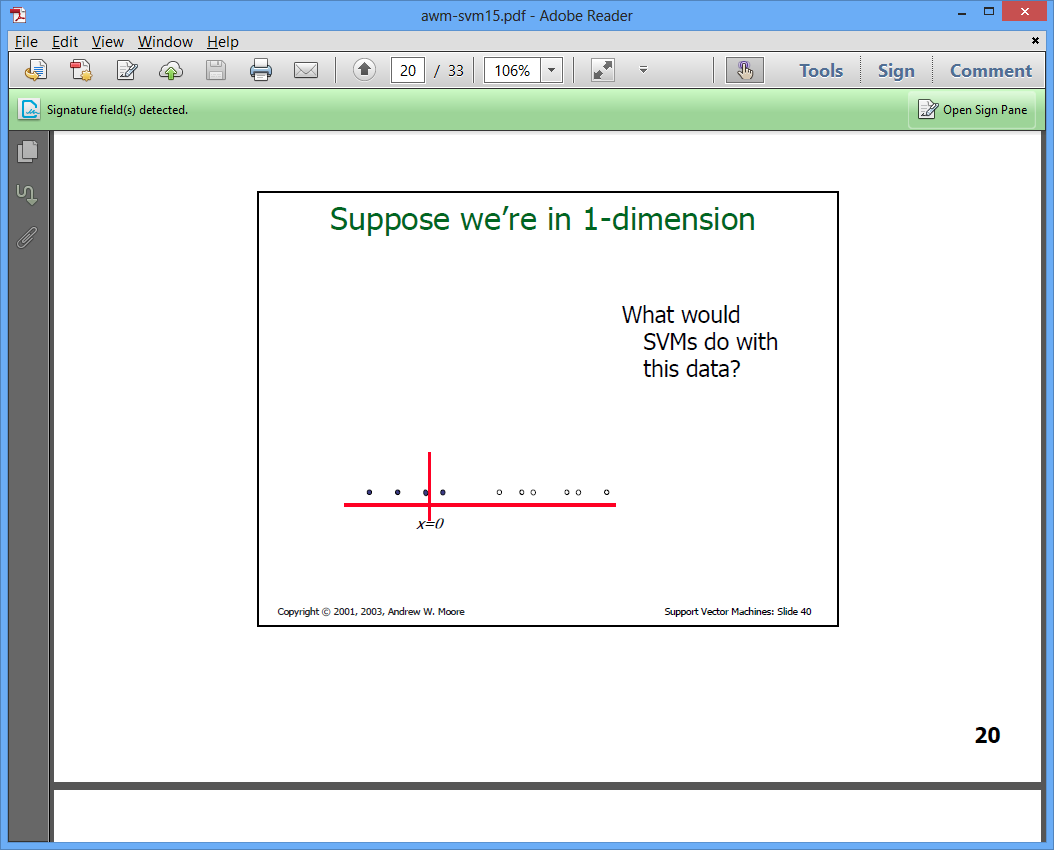 awm-svm15.pdf - Adobe Reader
File Edit View Window Help
20 / 33 106% Tools Sign Comment
Signature field(s) detected. Open Sign Pane
Suppose we’re in 1-dimension
What would
SVMs do with
this data?
x=0
Copyright © 2001, 2003, Andrew W. Moore Support Vector Machines: Slide 40
20